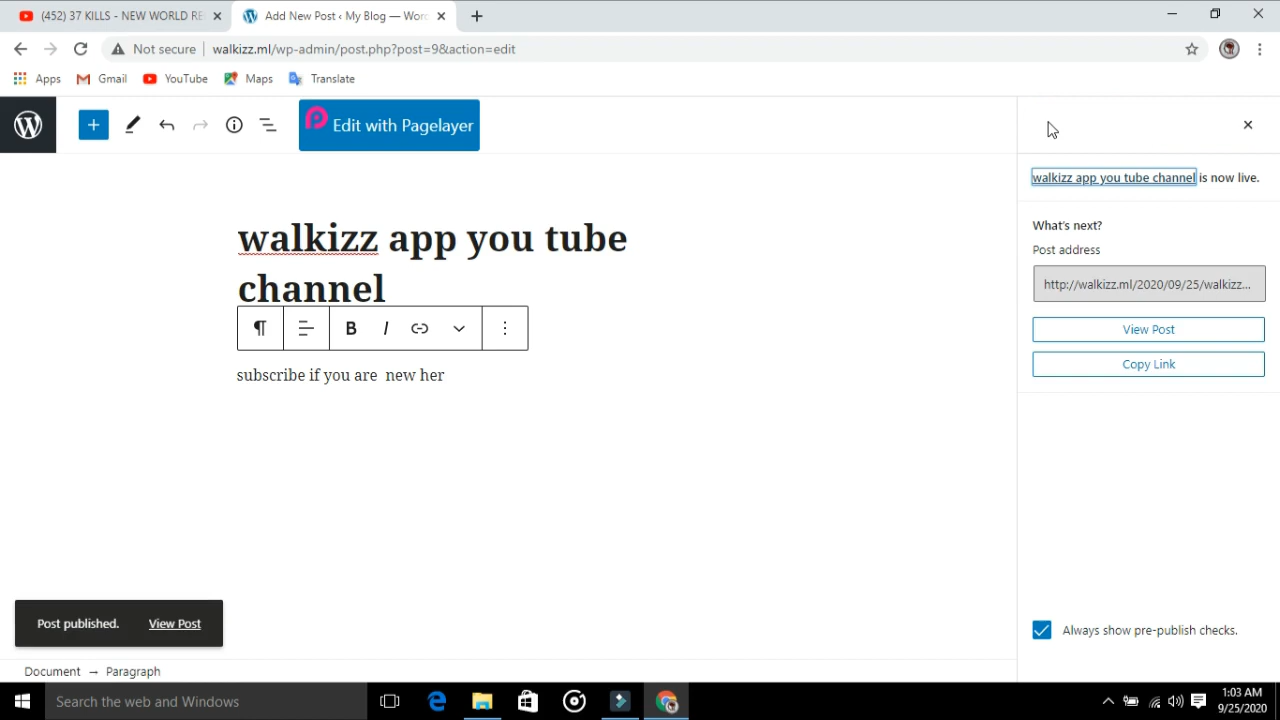 (452) 37 KILLS - NEW WORLD RE
Add New Post ‹ My Blog — Wor
Not secure
walkizz.ml/wp-admin/post.php?post=9&action=edit
Apps
Gmail
YouTube
Maps
Translate
Edit with Pagelayer
walkizz app you tube channel is now live.
What's next?
Post address
http://walkizz.ml/2020/09/25/walkizz...
View Post
Copy Link
walkizz app you tube
channel
B I
subscribe if you are  new her
Post published.
View Post
Always show pre-publish checks.
Document → Paragraph
Search the web and Windows
1:03 AM
9/25/2020